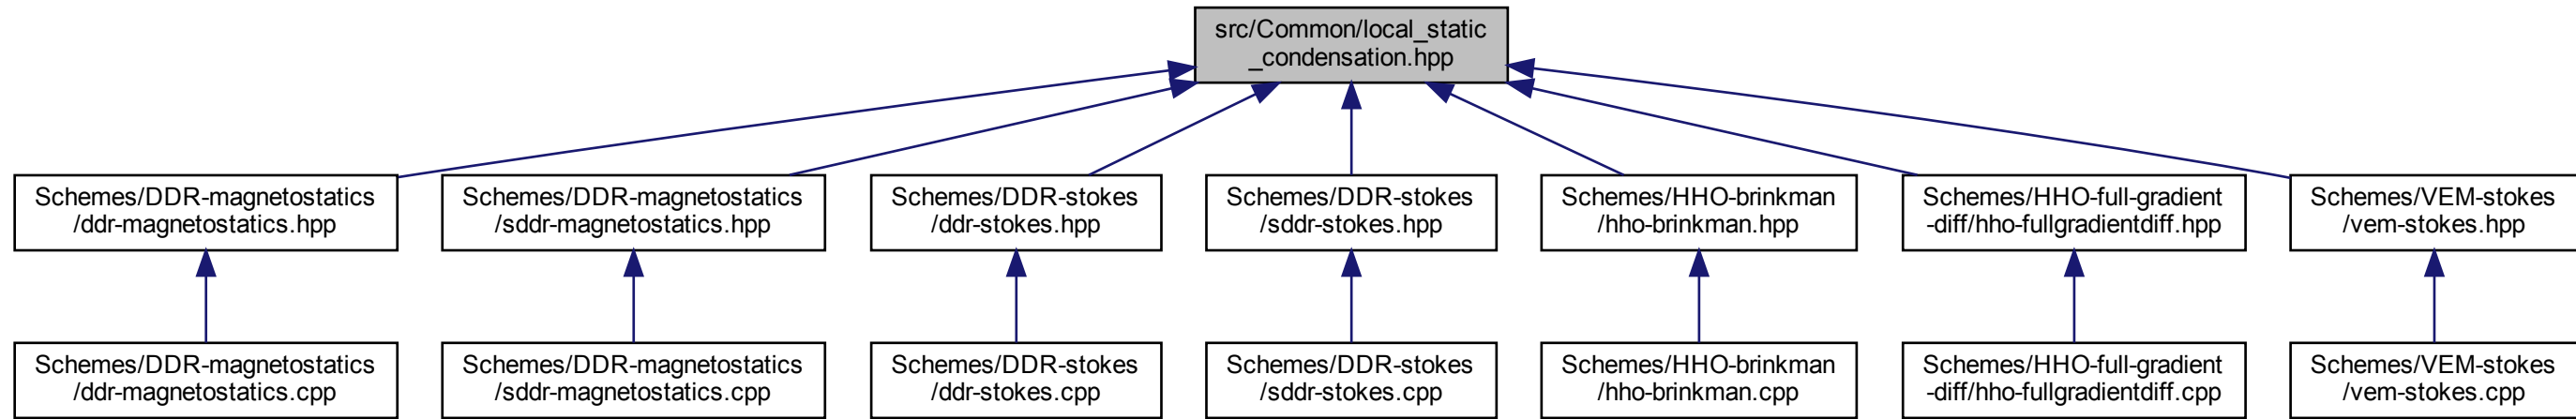 src/Common/local_static
_condensation.hpp
Schemes/DDR-magnetostatics
/ddr-magnetostatics.hpp
Schemes/DDR-magnetostatics
/sddr-magnetostatics.hpp
Schemes/DDR-stokes
/ddr-stokes.hpp
Schemes/DDR-stokes
/sddr-stokes.hpp
Schemes/HHO-brinkman
/hho-brinkman.hpp
Schemes/HHO-full-gradient
-diff/hho-fullgradientdiff.hpp
Schemes/VEM-stokes
/vem-stokes.hpp
Schemes/DDR-magnetostatics
/ddr-magnetostatics.cpp
Schemes/DDR-magnetostatics
/sddr-magnetostatics.cpp
Schemes/DDR-stokes
/ddr-stokes.cpp
Schemes/DDR-stokes
/sddr-stokes.cpp
Schemes/HHO-brinkman
/hho-brinkman.cpp
Schemes/HHO-full-gradient
-diff/hho-fullgradientdiff.cpp
Schemes/VEM-stokes
/vem-stokes.cpp